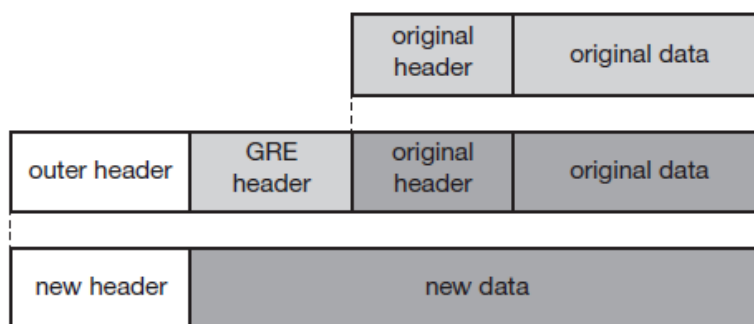 original
header
original data
outer header
GRE
header
original
header
original data
new header
new data